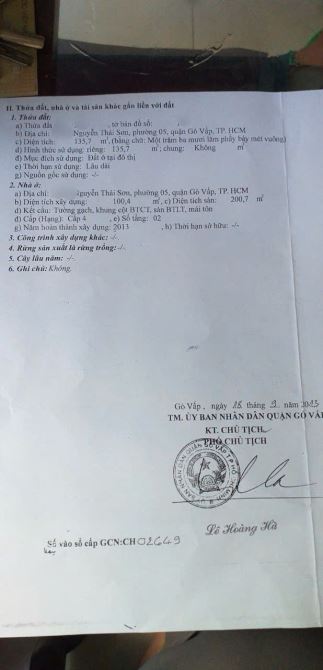 II. Thửa đất, nhà ở và tài sản khác gắn liền với đất
1. Thửa đất:
a) Thửa đất , tờ bản đồ số: ,
b) Địa chỉ: Nguyễn Thái Sơn, phường 05, quận Gò Vấp, TP. HCM
c) Diện tích: 135,7 m², (bằng chữ: Một trăm ba mươi lăm phẩy bảy mét vuông)
d) Hình thức sử dụng: riêng: 135,7 m²; chung: Không m²
đ) Mục đích sử dụng: Đất ở tại đô thị
e) Thời hạn sử dụng: Lâu dài
g) Nguồn gốc sử dụng: -/-
2. Nhà ở:
a) Địa chỉ: guyễn Thái Sơn, phường 05, quận Gò Vấp, TP. HCM
b) Diện tích xây dựng: 100,4 m², c) Diện tích sàn: 200,7 m²
d) Kết cấu: Tường gạch, khung cột BTCT, sàn BTLT, mái tôn
đ) Cấp (Hạng): Cấp 4 , e) Số tầng: 02
g) Năm hoàn thành xây dựng: 2013 , h) Thời hạn sở hữu: -/-
3. Công trình xây dựng khác: -/-
4. Rừng sản xuất là rừng trồng: -/-
5. Cây lâu năm: -/-
6. Ghi chú: Không.
Gò Vấp, ngày tháng 9 năm 2013
TM. ỦY BAN NHÂN DÂN QUẬN GÒ VẤP
KT. CHỦ TỊCH
PHÓ CHỦ TỊCH
Lê Hoàng Hà
Số vào sổ cấp GCN:CH 02649